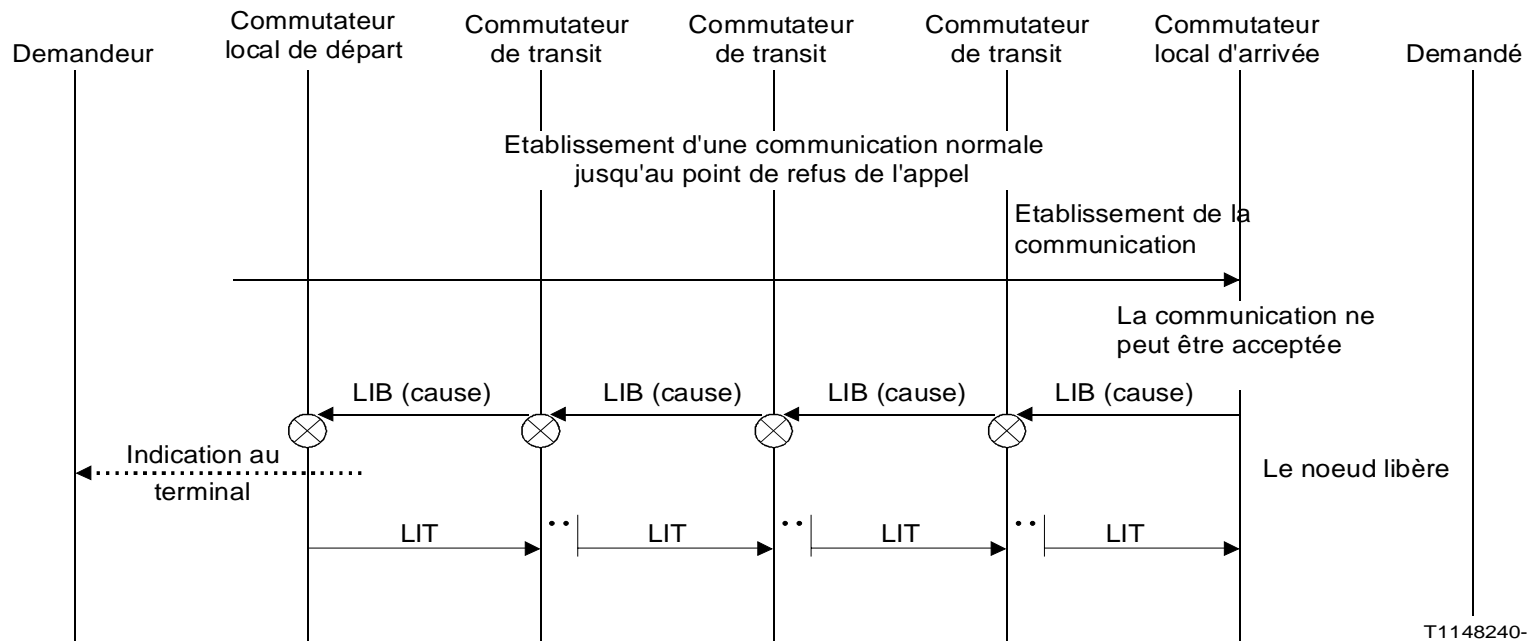 Demandeur
Commutateur
local de départ
Commutateur
de transit
Commutateur
de transit
Commutateur
de transit
Commutateur
local d'arrivée
Demandé
Etablissement d'une communication normale
jusqu'au point de refus de l'appel
Etablissement de la
communication
La communication ne
peut être acceptée
LIB (cause)
LIB (cause)
LIB (cause)
LIB (cause)
Indication au
terminal
Le noeud libère
LIT
LIT
LIT
LIT
T1148240-